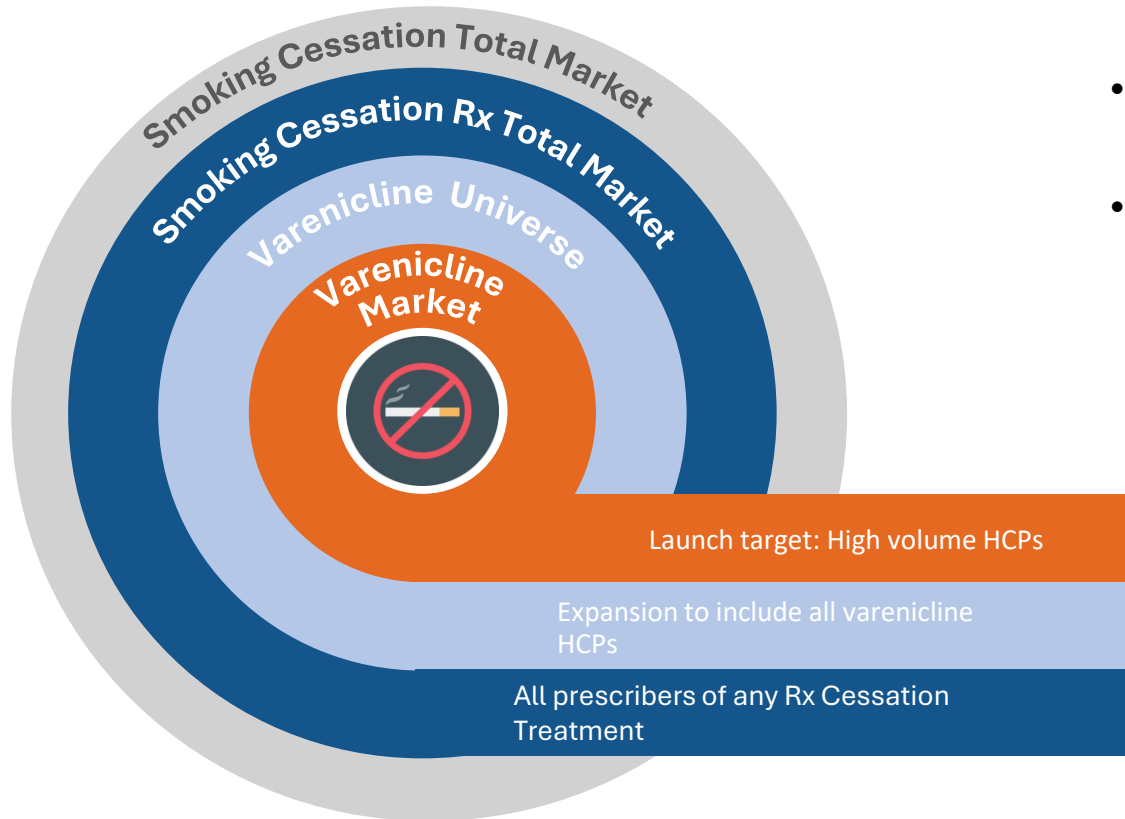 Smoking Cessation Total Market
Smoking Cessation Rx Total Market
Varenicline Universe
Varenicline
Market
Launch target: High volume HCPs
Expansion to include all varenicline
HCPs
All prescribers of any Rx Cessation
Treatment